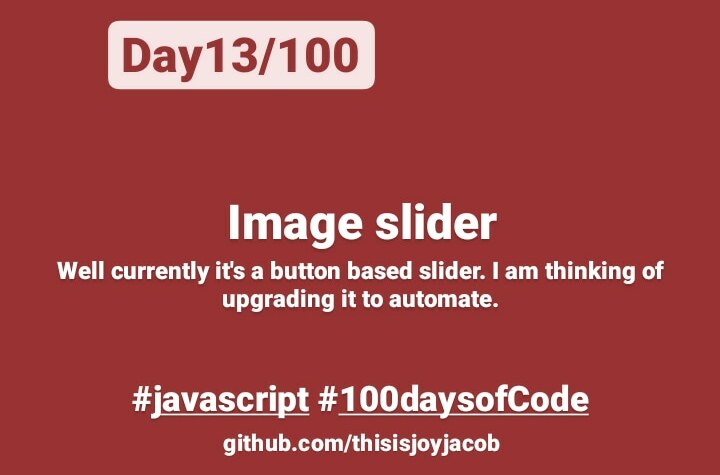 Day13/100
Image slider
Well currently it's a button based slider. I am thinking of
upgrading it to automate.
#javascript #100daysofCode
github.com/thisisjoyjacob